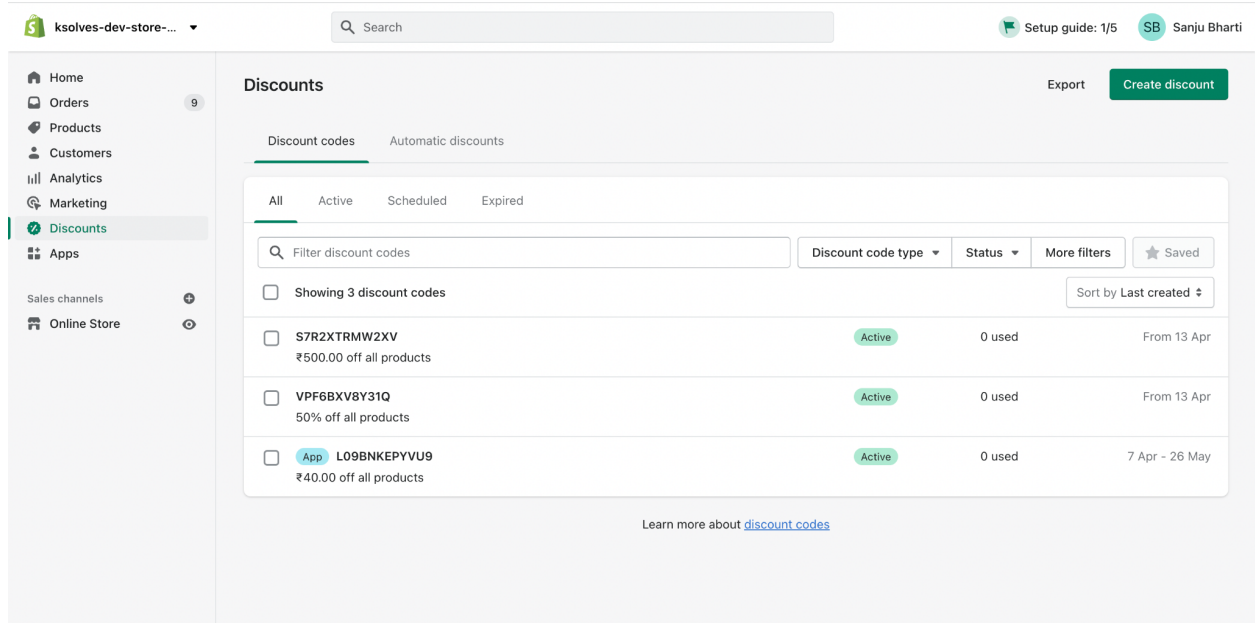 ksolves-dev-store-... Search Setup guide: 1/5 SB Sanju Bharti
Home
Orders 9
Products
Customers
Analytics
Marketing
Discounts
Apps
Sales channels
Online Store
Discounts Export Create discount
Discount codes Automatic discounts
All Active Scheduled Expired
Filter discount codes Discount code type Status More filters Saved
Showing 3 discount codes Sort by Last created
S7R2XTRMW2XV Active 0 used From 13 Apr
₹500.00 off all products
VPF6BXV8Y31Q Active 0 used From 13 Apr
50% off all products
App L09BNKEPYVU9 Active 0 used 7 Apr - 26 May
₹40.00 off all products
Learn more about discount codes